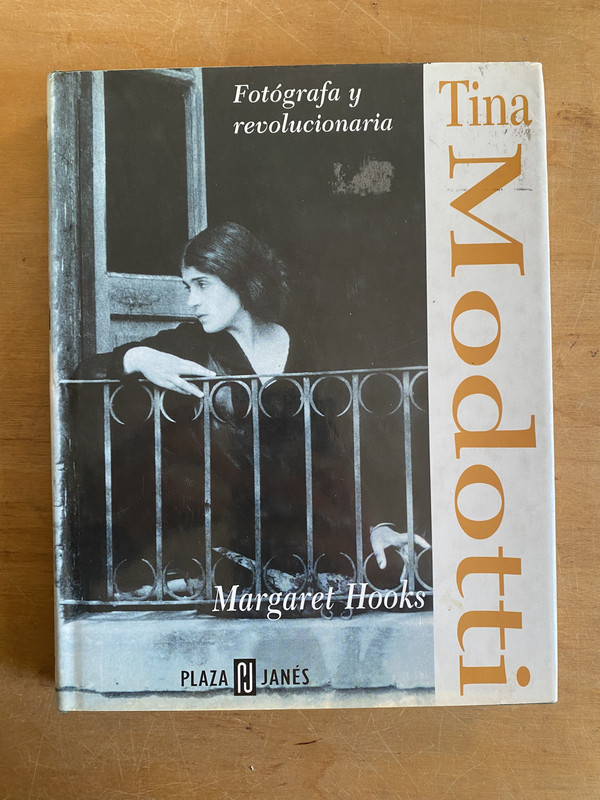 Fotógrafa y
revolucionaria
Tina
Modotti
Margaret Hooks
PLAZA JANÉS